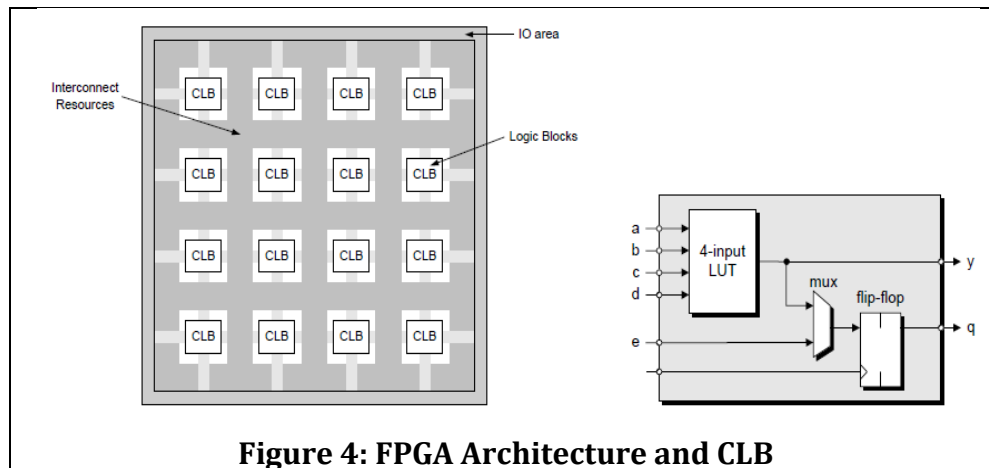 IO area
Interconnect
Resources
CLB CLB CLB CLB
Logic Blocks
CLB CLB CLB CLB
CLB CLB CLB CLB
CLB CLB CLB CLB
a
b
c
d
e
4-input
LUT
mux
flip-flop
y
q
Figure 4: FPGA Architecture and CLB